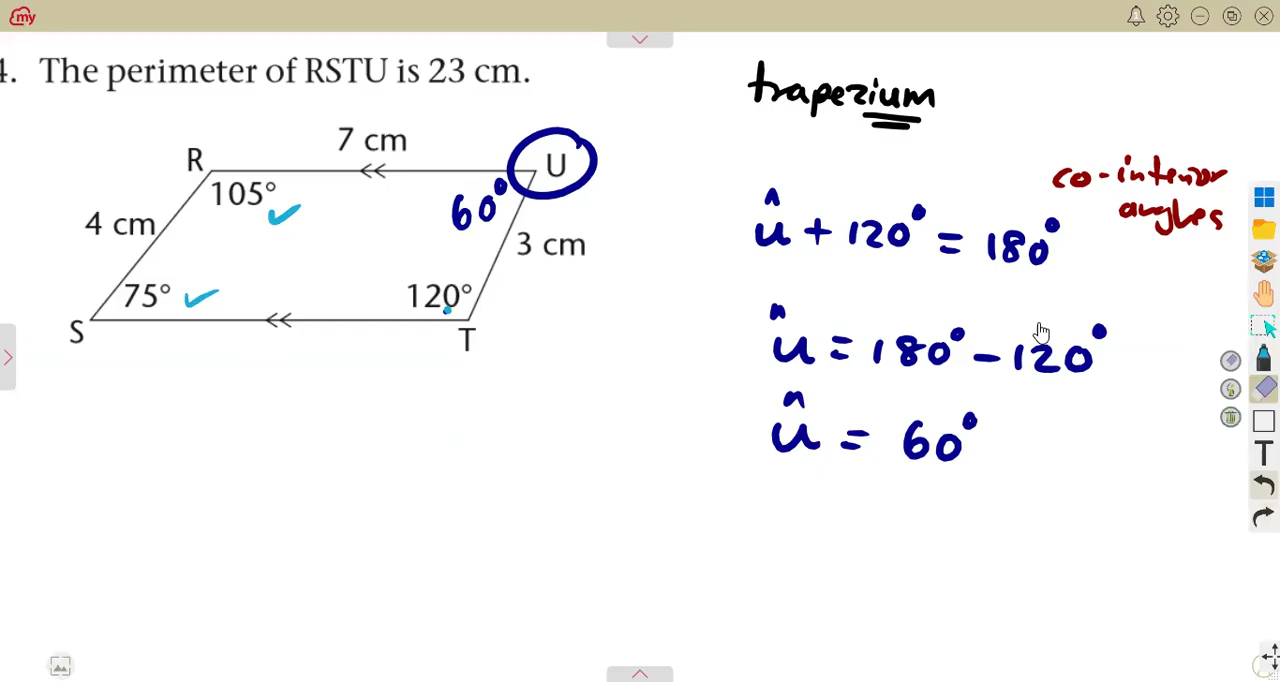 my
4. The perimeter of RSTU is 23 cm.
trapezium
7 cm
R
U
105°
60°
4 cm
3 cm
75°
120°
S
T
co-interior
angles
û + 120° = 180°
û = 180° - 120°
û = 60°
T